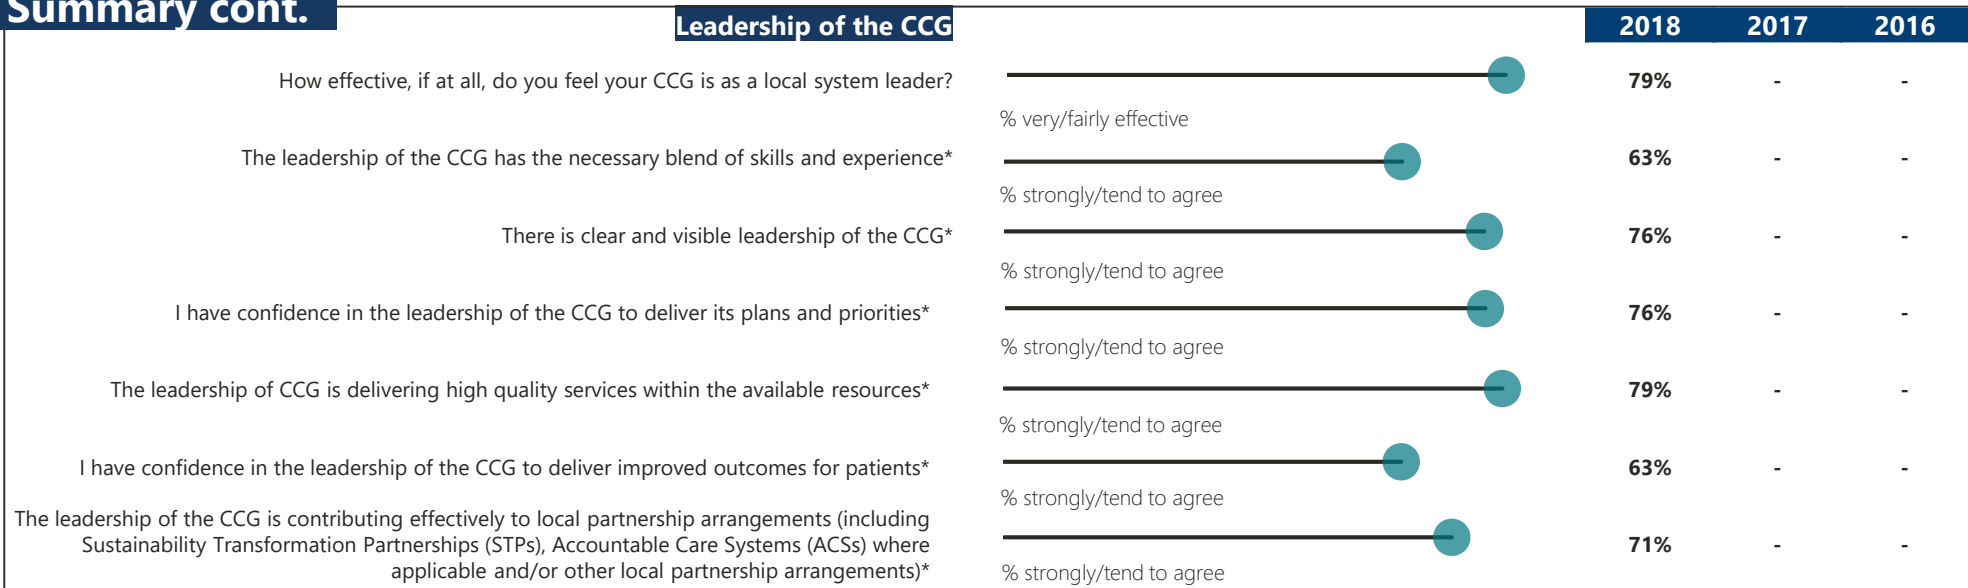 Summary cont.
Leadership of the CCG 2018 2017 2016
How effective, if at all, do you feel your CCG is as a local system leader? 79% - -
% very/fairly effective
The leadership of the CCG has the necessary blend of skills and experience* 63% - -
% strongly/tend to agree
There is clear and visible leadership of the CCG* 76% - -
% strongly/tend to agree
I have confidence in the leadership of the CCG to deliver its plans and priorities* 76% - -
% strongly/tend to agree
The leadership of CCG is delivering high quality services within the available resources* 79% - -
% strongly/tend to agree
I have confidence in the leadership of the CCG to deliver improved outcomes for patients* 63% - -
% strongly/tend to agree
The leadership of the CCG is contributing effectively to local partnership arrangements (including
Sustainability Transformation Partnerships (STPs), Accountable Care Systems (ACSs) where 71% - -
applicable and/or other local partnership arrangements)*
% strongly/tend to agree